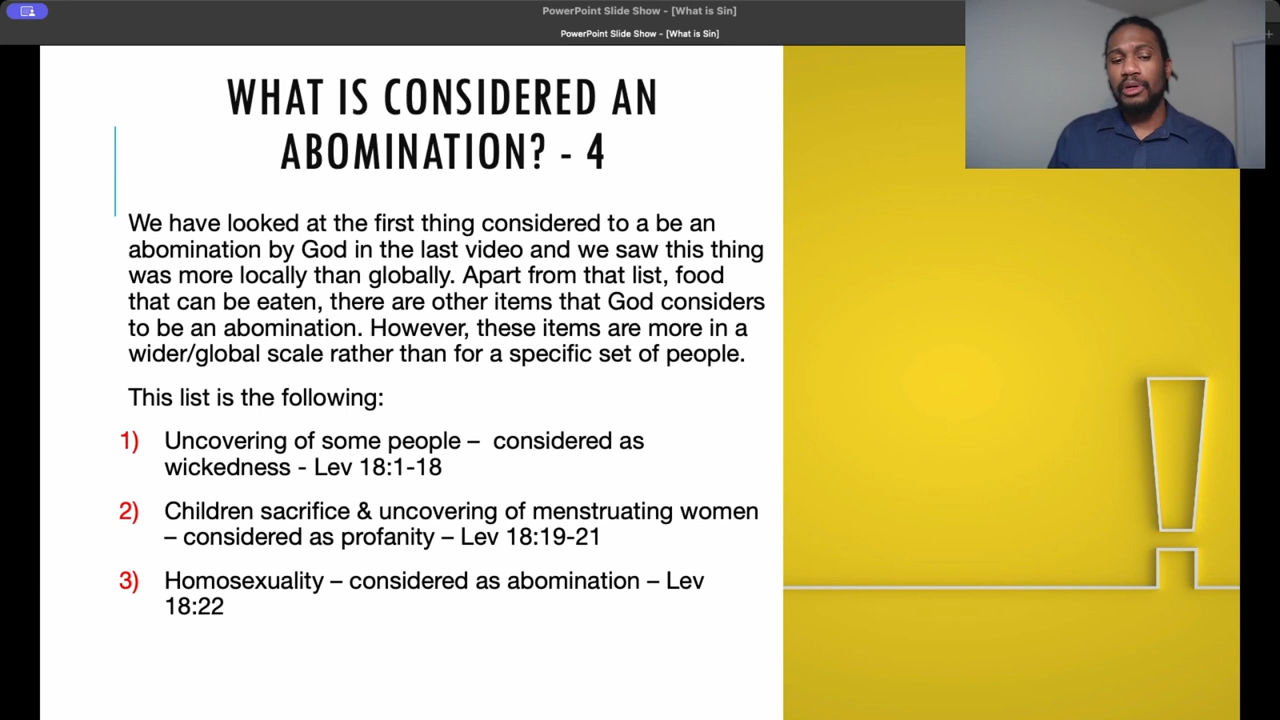 PowerPoint Slide Show - [What is Sin]
PowerPoint Slide Show - [What is Sin]
WHAT IS CONSIDERED AN
ABOMINATION? - 4
We have looked at the first thing considered to a be an
abomination by God in the last video and we saw this thing
was more locally than globally. Apart from that list, food
that can be eaten, there are other items that God considers
to be an abomination. However, these items are more in a
wider/global scale rather than for a specific set of people.
This list is the following:
1) Uncovering of some people – considered as
wickedness - Lev 18:1-18
2) Children sacrifice & uncovering of menstruating women
– considered as profanity – Lev 18:19-21
3) Homosexuality – considered as abomination – Lev
18:22